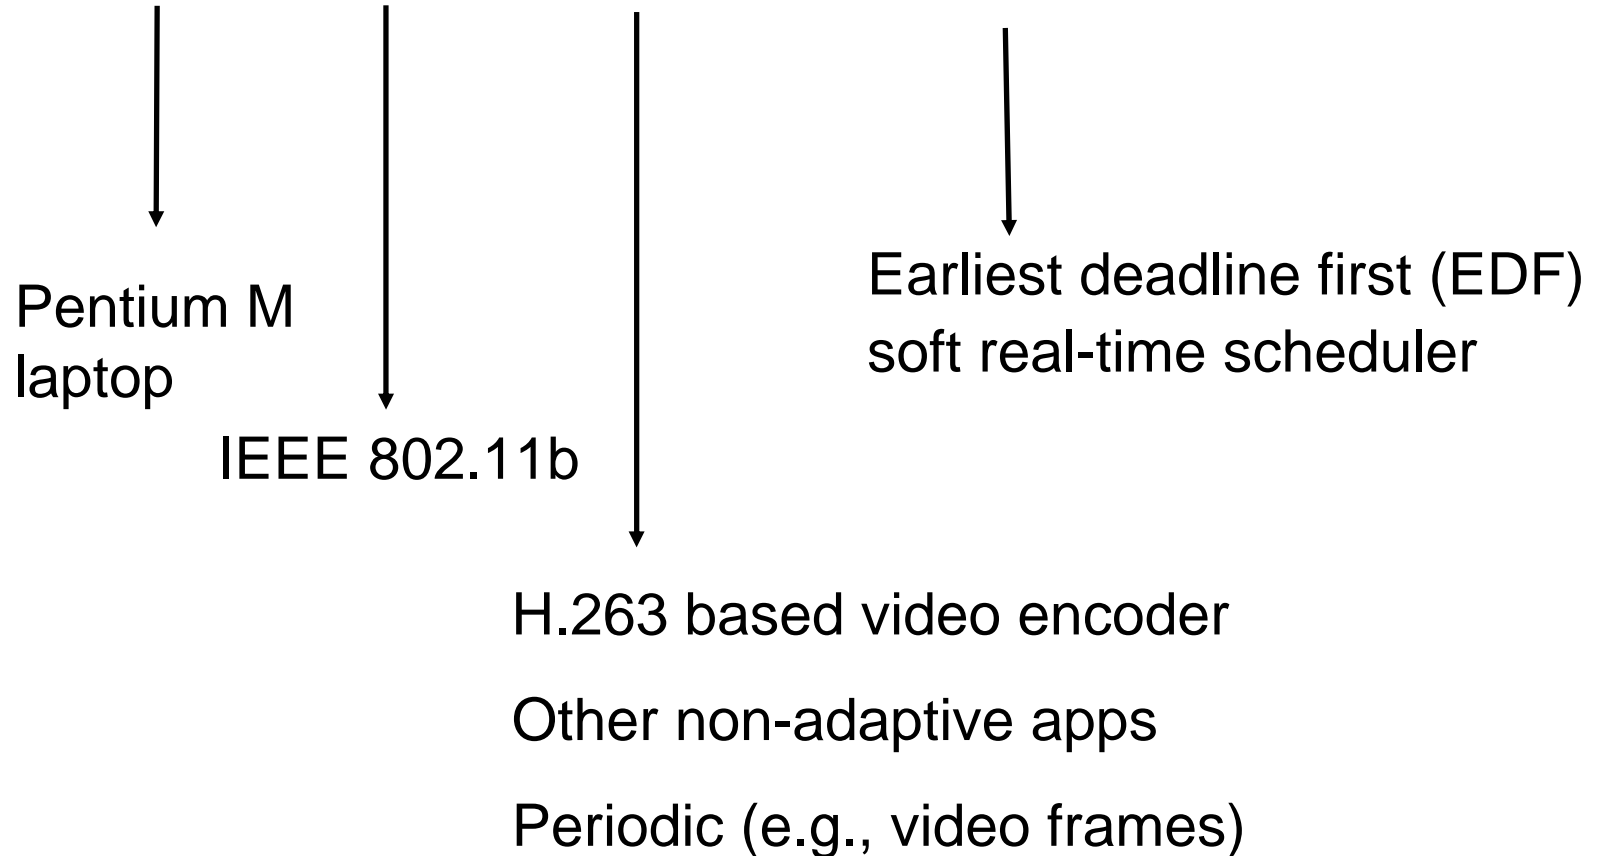 Pentium M
laptop
IEEE 802.11b
Earliest deadline first (EDF)
soft real-time scheduler
H.263 based video encoder
Other non-adaptive apps
Periodic (e.g., video frames)